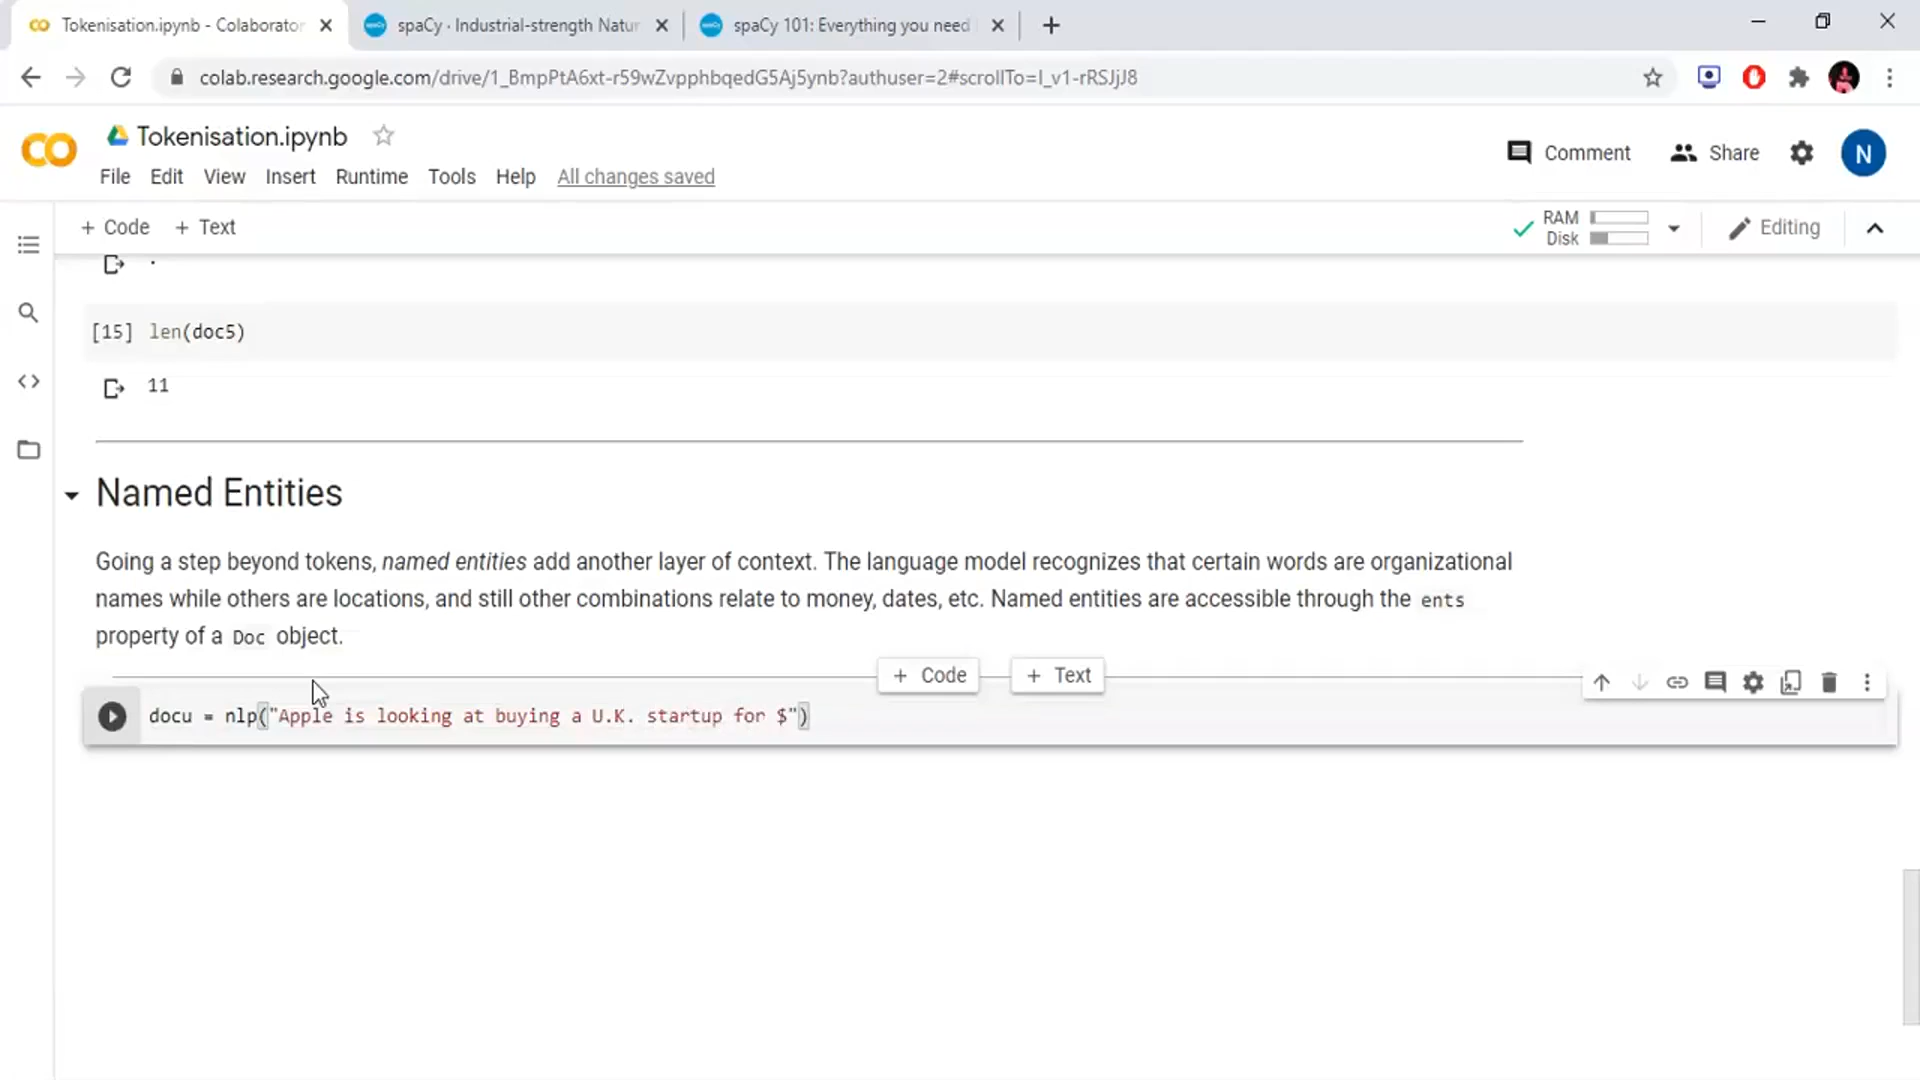 Tokenisation.ipynb - Colaborator
spaCy · Industrial-strength Natur
spaCy 101: Everything you need
colab.research.google.com/drive/1_BmpPtA6xt-r59wZvpphbqedG5Aj5ynb?authuser=2#scrollTo=I_v1-rRSJjJ8
Tokenisation.ipynb
Comment
Share
N
File Edit View Insert Runtime Tools Help All changes saved
+ Code + Text
RAM
Disk
Editing
.
[15] len(doc5)
11
Named Entities
Going a step beyond tokens, named entities add another layer of context. The language model recognizes that certain words are organizational
names while others are locations, and still other combinations relate to money, dates, etc. Named entities are accessible through the ents
property of a Doc object.
+ Code + Text
docu = nlp("Apple is looking at buying a U.K. startup for $")